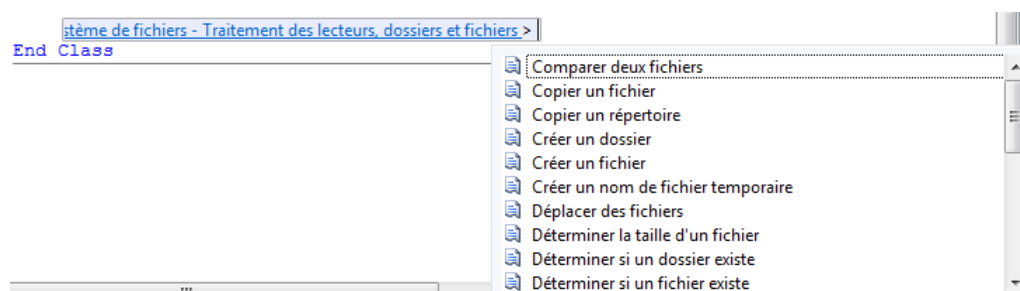 stème de fichiers - Traitement des lecteurs, dossiers et fichiers >
End Class
Comparer deux fichiers
Copier un fichier
Copier un répertoire
Créer un dossier
Créer un fichier
Créer un nom de fichier temporaire
Déplacer des fichiers
Déterminer la taille d'un fichier
Déterminer si un dossier existe
Déterminer si un fichier existe